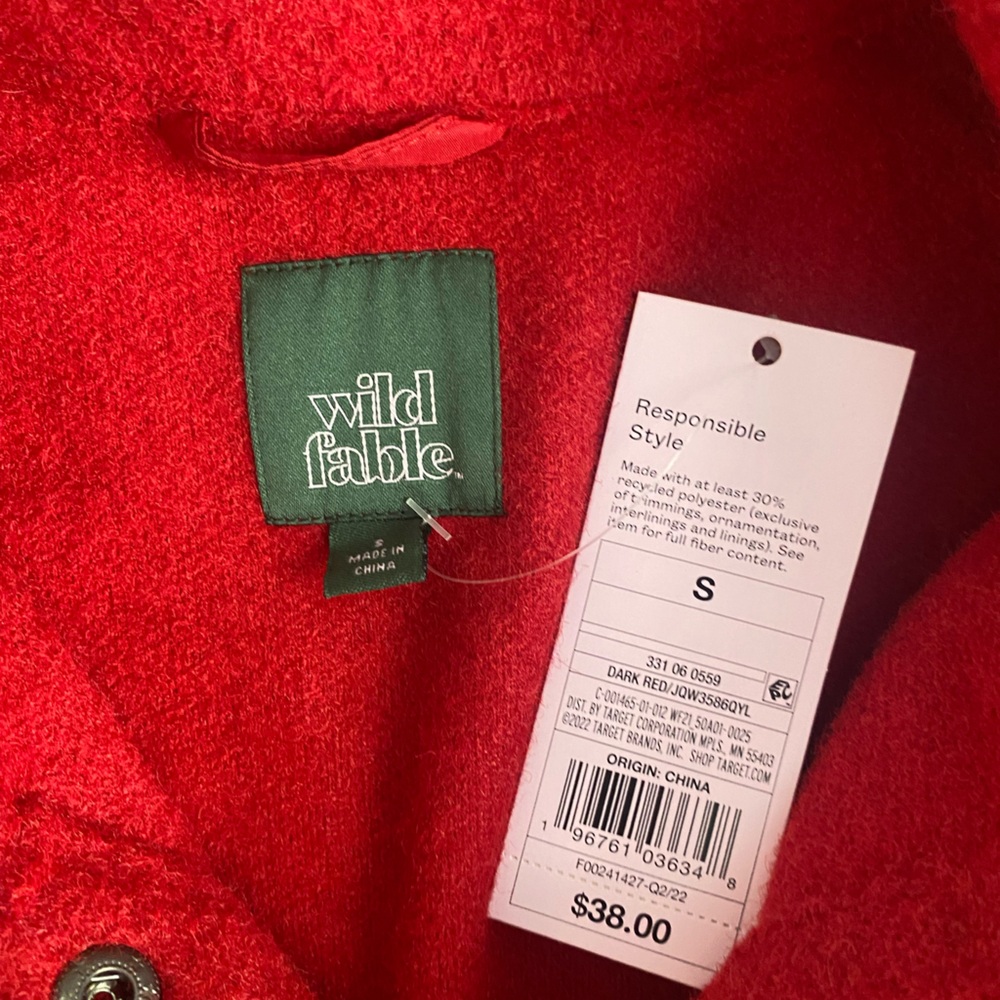 wild
fable™
S
MADE IN
CHINA
Responsible
Style
Made with at least 30%
recycled polyester (exclusive
of trimmings, ornamentation,
interlinings and linings). See
item for full fiber content.
S
331 06 0559
DARK RED/JQW3586QYL
C-001465-01-012 WF21_50A01-0025
DIST. BY TARGET CORPORATION MPLS, MN 55403
©2022 TARGET BRANDS, INC. SHOP TARGET.COM
ORIGIN: CHINA
1 96761 03634 8
F00241427-Q2/22
$38.00